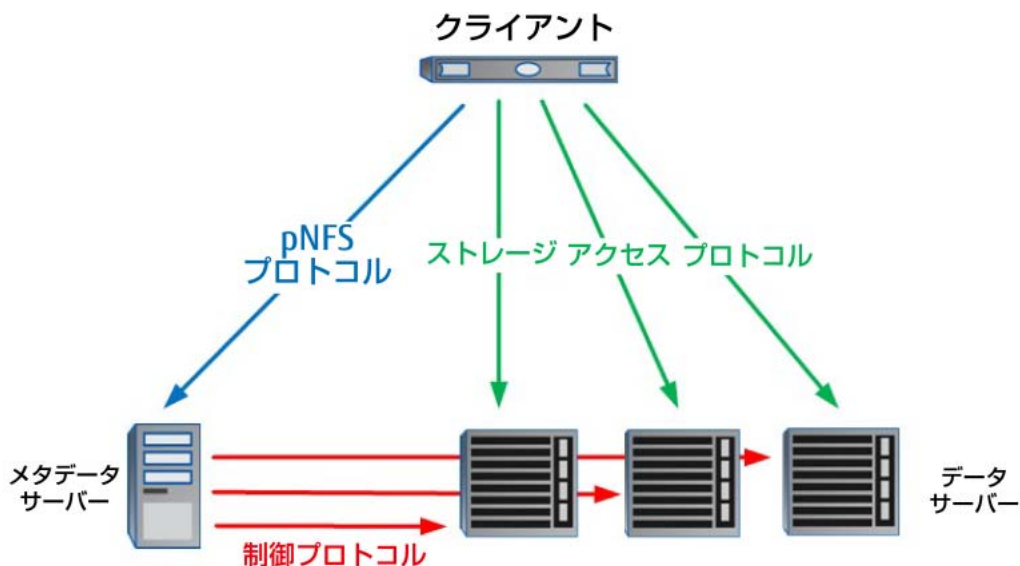 クライアント
pNFS
プロトコル
ストレージ アクセス プロトコル
メタデータ
サーバー
データ
サーバー
制御プロトコル